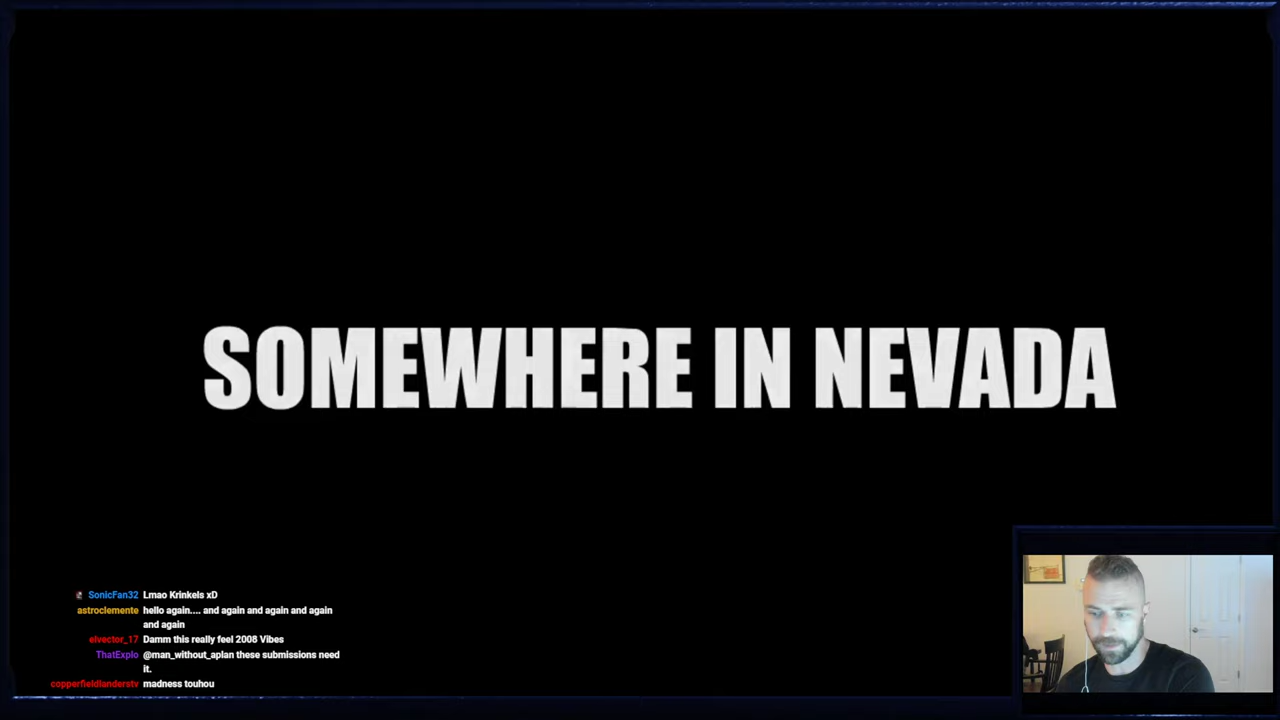 SOMEWHERE IN NEVADA
SonicFan32 Lmao Krinkels xD
astroclemente hello again.... and again and again and again
and again
elvector_17 Damm this really feel 2008 Vibes
ThatExplo @man_without_aplan these submissions need
it.
copperfieldlanderstv madness touhou